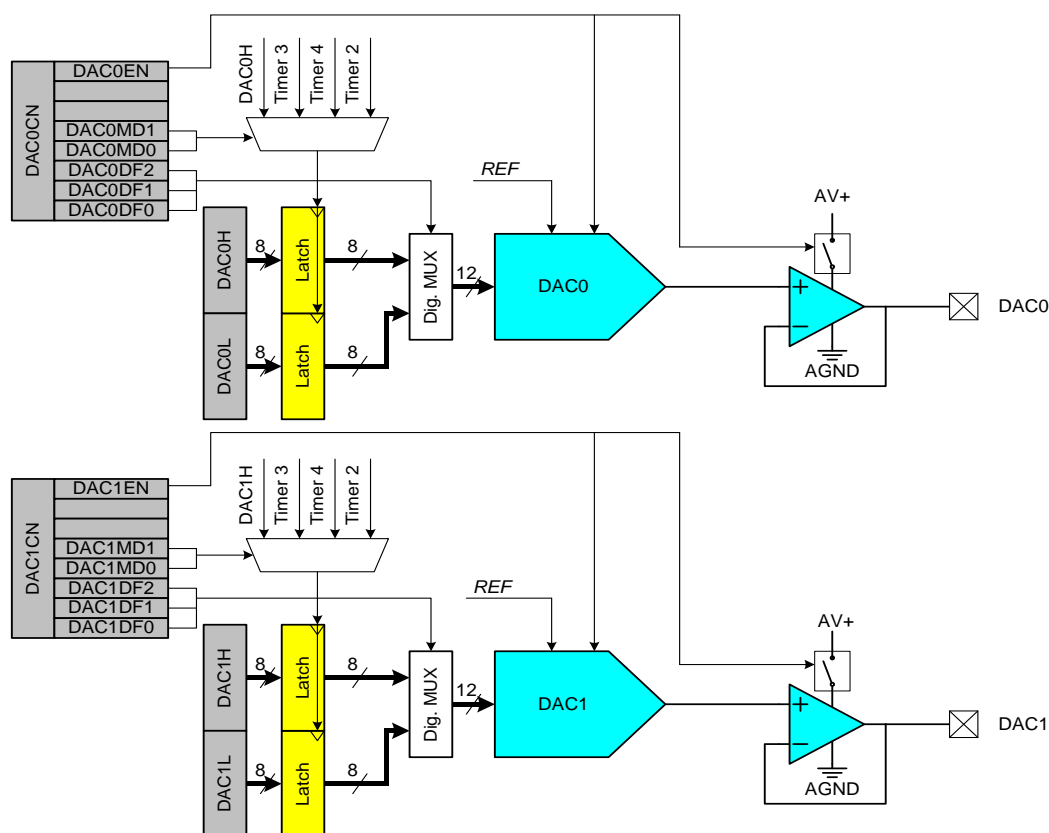 DAC0CN
DAC0EN
DAC0MD1
DAC0MD0
DAC0DF2
DAC0DF1
DAC0DF0
DAC0H
Timer 3
Timer 4
Timer 2
REF
AV+
DAC0H
8
Latch
8
Dig. MUX
12
DAC0
+
−
DAC0
DAC0L
8
Latch
8
AGND
DAC1CN
DAC1EN
DAC1MD1
DAC1MD0
DAC1DF2
DAC1DF1
DAC1DF0
DAC1H
Timer 3
Timer 4
Timer 2
REF
AV+
DAC1H
8
Latch
8
Dig. MUX
12
DAC1
+
−
DAC1
DAC1L
8
Latch
8
AGND